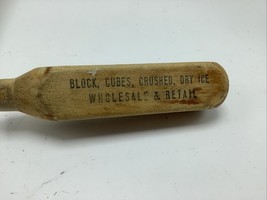 BLOCK, CUBES, CRUSHED, DRY ICE
WHOLESALE & RETAIL